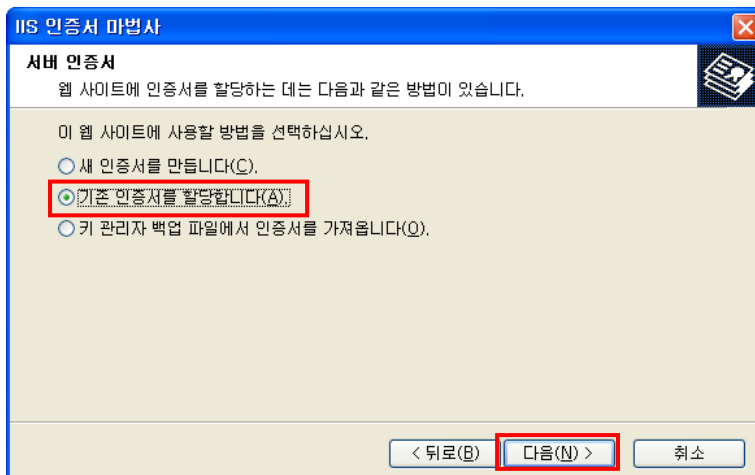 IIS 인증서 마법사
서버 인증서
웹 사이트에 인증서를 할당하는 데는 다음과 같은 방법이 있습니다.
이 웹 사이트에 사용할 방법을 선택하십시오.
새 인증서를 만듭니다(C).
기존 인증서를 할당합니다(A).
키 관리자 백업 파일에서 인증서를 가져옵니다(O).
< 뒤로(B) 다음(N) > 취소